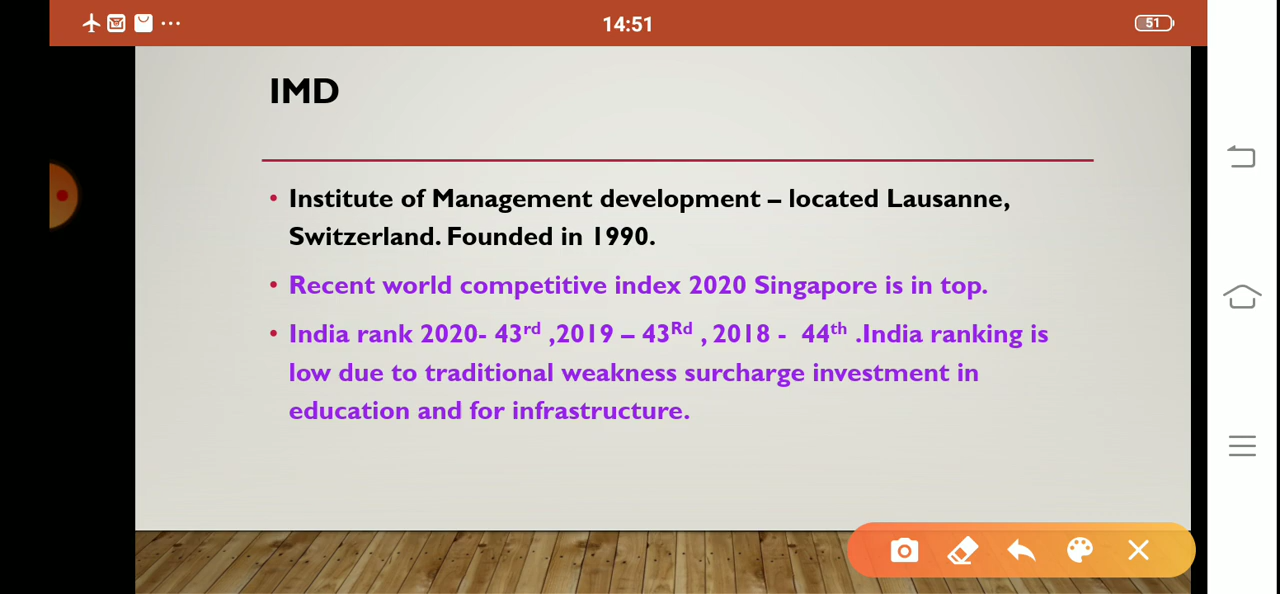 14:51
51
IMD
• Institute of Management development – located Lausanne,
Switzerland. Founded in 1990.
• Recent world competitive index 2020 Singapore is in top.
• India rank 2020- 43rd ,2019 – 43Rd , 2018 - 44th .India ranking is
low due to traditional weakness surcharge investment in
education and for infrastructure.